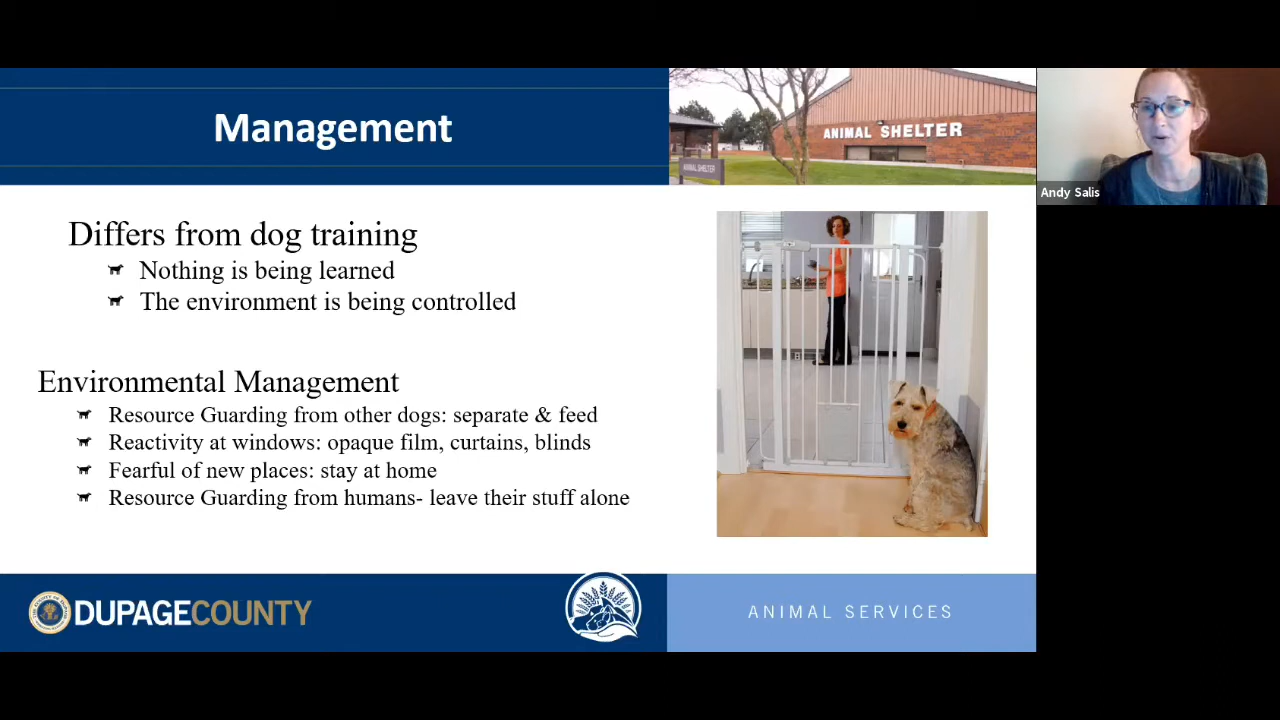 Management
ANIMAL SHELTER
ANIMAL SHELTER
Andy Salis
Differs from dog training
Nothing is being learned
The environment is being controlled
Environmental Management
Resource Guarding from other dogs: separate & feed
Reactivity at windows: opaque film, curtains, blinds
Fearful of new places: stay at home
Resource Guarding from humans- leave their stuff alone
DUPAGECOUNTY
ANIMAL SERVICES